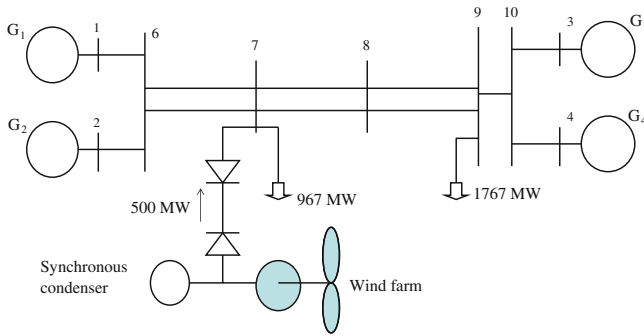 G₁ 1 6 7 8 9 10 3 G
G₂ 2 4 G₄
500 MW 967 MW 1767 MW
Synchronous
condenser
Wind farm